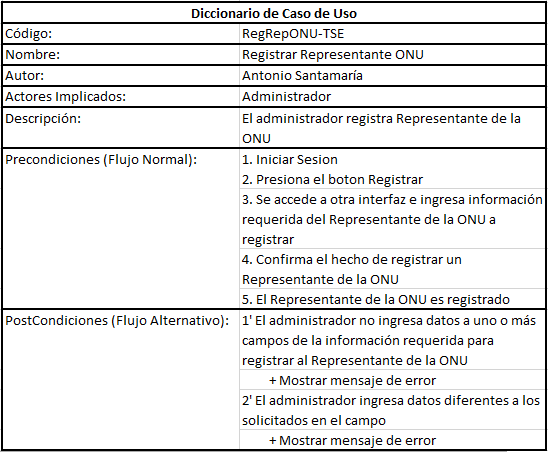 Diccionario de Caso de Uso
Código: RegRepONU-TSE
Nombre: Registrar Representante ONU
Autor: Antonio Santamaría
Actores Implicados: Administrador
Descripción: El administrador registra Representante de la
ONU
Precondiciones (Flujo Normal): 1. Iniciar Sesion
2. Presiona el boton Registrar
3. Se accede a otra interfaz e ingresa información
requerida del Representante de la ONU a
registrar
4. Confirma el hecho de registrar un
Representante de la ONU
5. El Representante de la ONU es registrado
PostCondiciones (Flujo Alternativo): 1' El administrador no ingresa datos a uno o más
campos de la información requerida para
registrar al Representante de la ONU
+ Mostrar mensaje de error
2' El administrador ingresa datos diferentes a los
solicitados en el campo
+ Mostrar mensaje de error